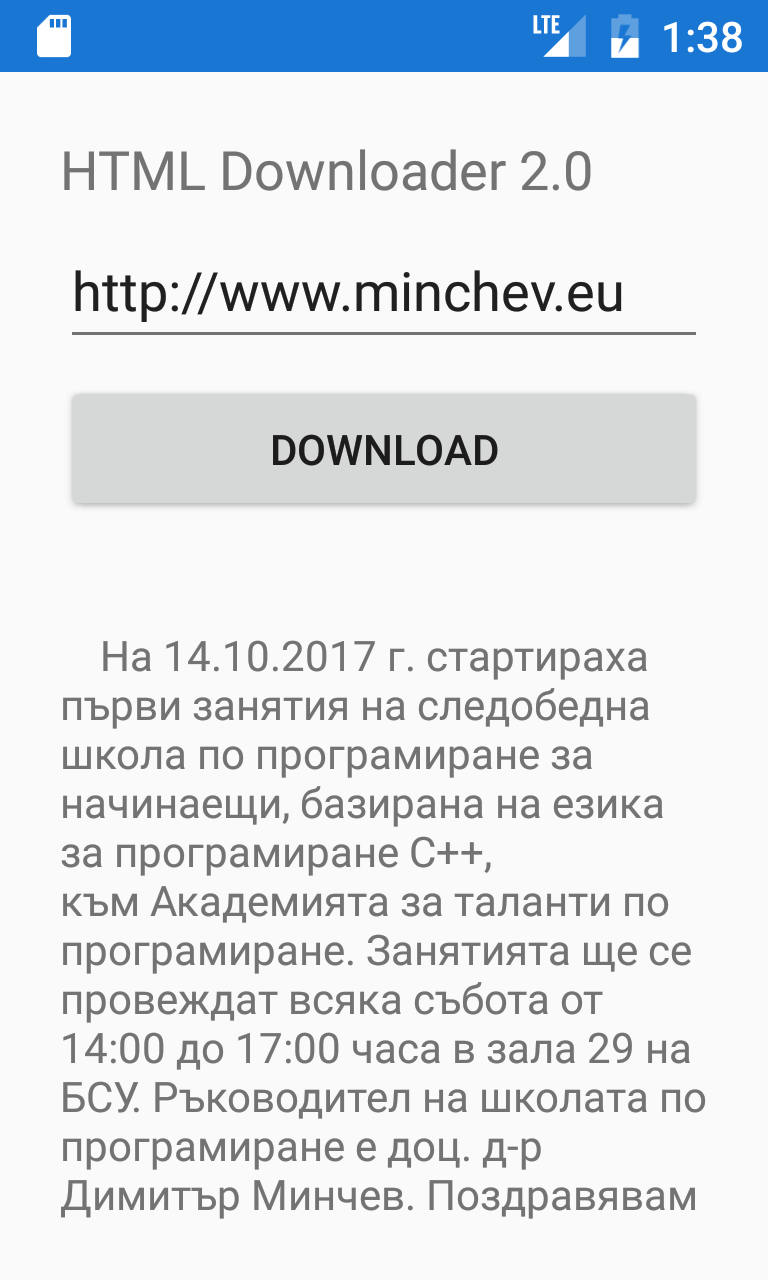 LTE 1:38
HTML Downloader 2.0
http://www.minchev.eu
DOWNLOAD
На 14.10.2017 г. стартираха
първи занятия на следобедна
школа по програмиране за
начинаещи, базирана на езика
за програмиране C++,
към Академията за таланти по
програмиране. Занятията ще се
провеждат всяка събота от
14:00 до 17:00 часа в зала 29 на
БСУ. Ръководител на школата по
програмиране е доц. д-р
Димитър Минчев. Поздравявам